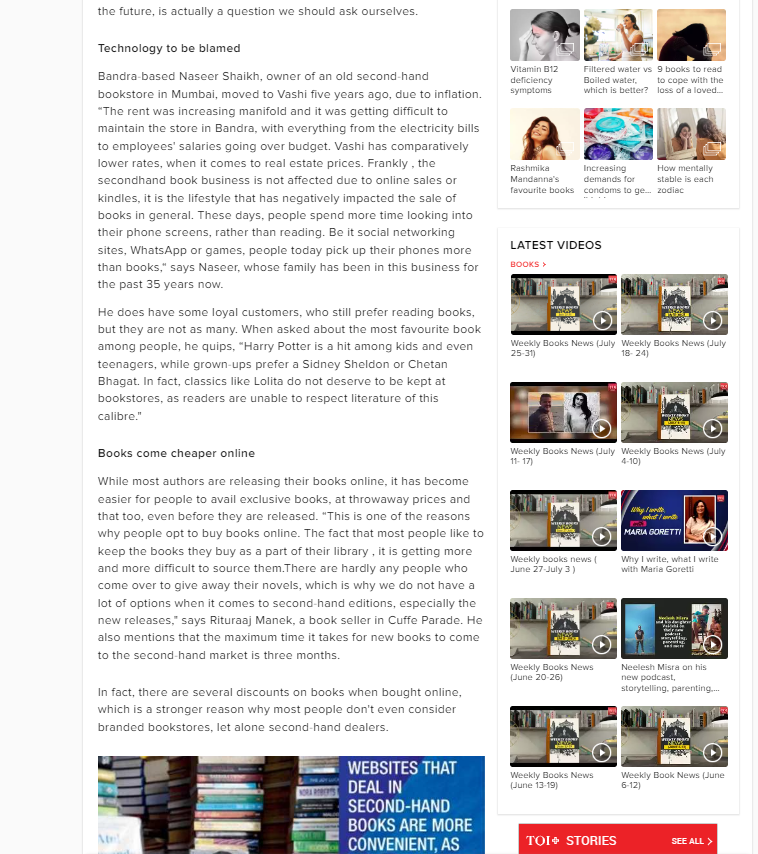 the future, is actually a question we should ask ourselves.
Technology to be blamed
Bandra-based Naseer Shaikh, owner of an old second-hand
bookstore in Mumbai, moved to Vashi five years ago, due to inflation.
“The rent was increasing manifold and it was getting difficult to
maintain the store in Bandra, with everything from the electricity bills
to employees' salaries going over budget. Vashi has comparatively
lower rates, when it comes to real estate prices. Frankly , the
secondhand book business is not affected due to online sales or
kindles, it is the lifestyle that has negatively impacted the sale of
books in general. These days, people spend more time looking into
their phone screens, rather than reading. Be it social networking
sites, WhatsApp or games, people today pick up their phones more
than books,“ says Naseer, whose family has been in this business for
the past 35 years now.
He does have some loyal customers, who still prefer reading books,
but they are not as many. When asked about the most favourite book
among people, he quips, “Harry Potter is a hit among kids and even
teenagers, while grown-ups prefer a Sidney Sheldon or Chetan
Bhagat. In fact, classics like Lolita do not deserve to be kept at
bookstores, as readers are unable to respect literature of this
calibre."
Books come cheaper online
While most authors are releasing their books online, it has become
easier for people to avail exclusive books, at throwaway prices and
that too, even before they are released. “This is one of the reasons
why people opt to buy books online. The fact that most people like to
keep the books they buy as a part of their library , it is getting more
and more difficult to source them.There are hardly any people who
come over to give away their novels, which is why we do not have a
lot of options when it comes to second-hand editions, especially the
new releases," says Rituraaj Manek, a book seller in Cuffe Parade. He
also mentions that the maximum time it takes for new books to come
to the second-hand market is three months.
In fact, there are several discounts on books when bought online,
which is a stronger reason why most people don't even consider
branded bookstores, let alone second-hand dealers.
WEBSITES THAT
DEAL IN
SECOND-HAND
BOOKS ARE MORE
CONVENIENT, AS
NORA ROBERTS
Vitamin B12
deficiency
symptoms
Filtered water vs
Boiled water,
which is better?
9 books to read
to cope with the
loss of a loved...
Rashmika
Mandanna's
favourite books
Increasing
demands for
condoms to ge...
How mentally
stable is each
zodiac
LATEST VIDEOS
BOOKS >
Weekly Books News (July
25-31)
Weekly Books News (July
18- 24)
Weekly Books News (July
11- 17)
Weekly Books News (July
4-10)
Weekly books news (
June 27-July 3 )
Why I write,
what I write
MARIA GORETTI
Why I write, what I write
with Maria Goretti
Weekly Books News
(June 20-26)
Neelesh Misra
and his daughter
Vaidehi on
their new
podcast,
storytelling,
parenting,
and more
Neelesh Misra on his
new podcast,
storytelling, parenting,...
Weekly Books News
(June 13-19)
Weekly Book News (June
6-12)
TOI+ STORIES
SEE ALL >